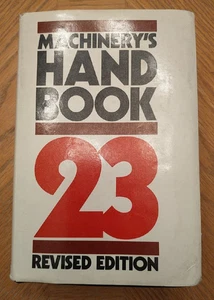 MACHINERY'S
HAND
BOOK
23
REVISED EDITION